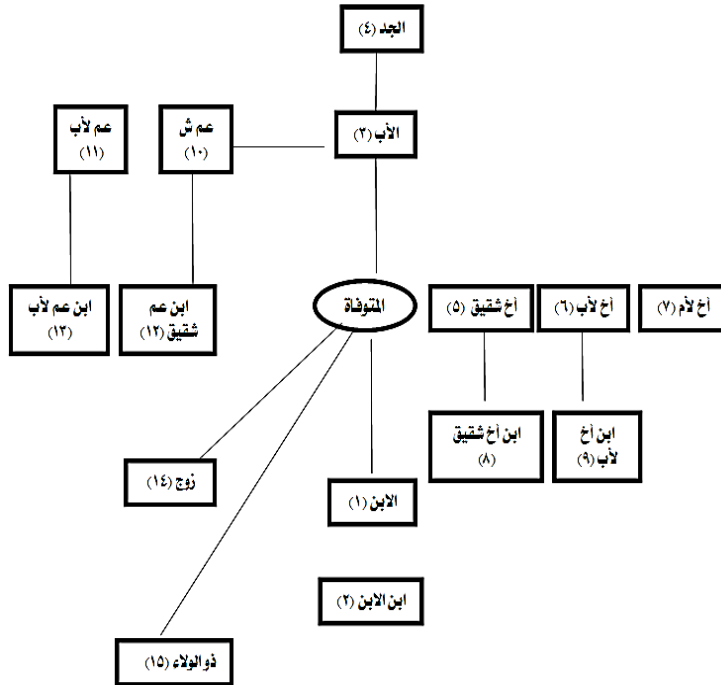 الجد (٤)
عم لأب
(١١)
عم ش
(١٠)
الأب (٣)
ابن عم لأب
(١٣)
ابن عم
شقيق (١٢)
المتوفاة
أخ شقيق (٥)
أخ لأب (٦)
أخ لأم (٧)
ابن أخ شقيق
(٨)
ابن أخ
لأب (٩)
زوج (١٤)
الابن (١)
ابن الابن (٢)
ذو الولاء (١٥)